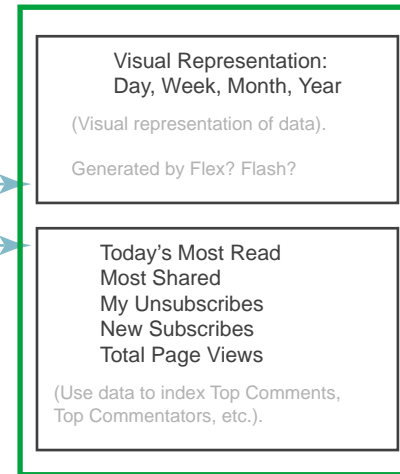 Visual Representation:
Day, Week, Month, Year
(Visual representation of data).
Generated by Flex? Flash?
Today's Most Read
Most Shared
My Unsubscribes
New Subscribes
Total Page Views
(Use data to index Top Comments,
Top Commentators, etc.).